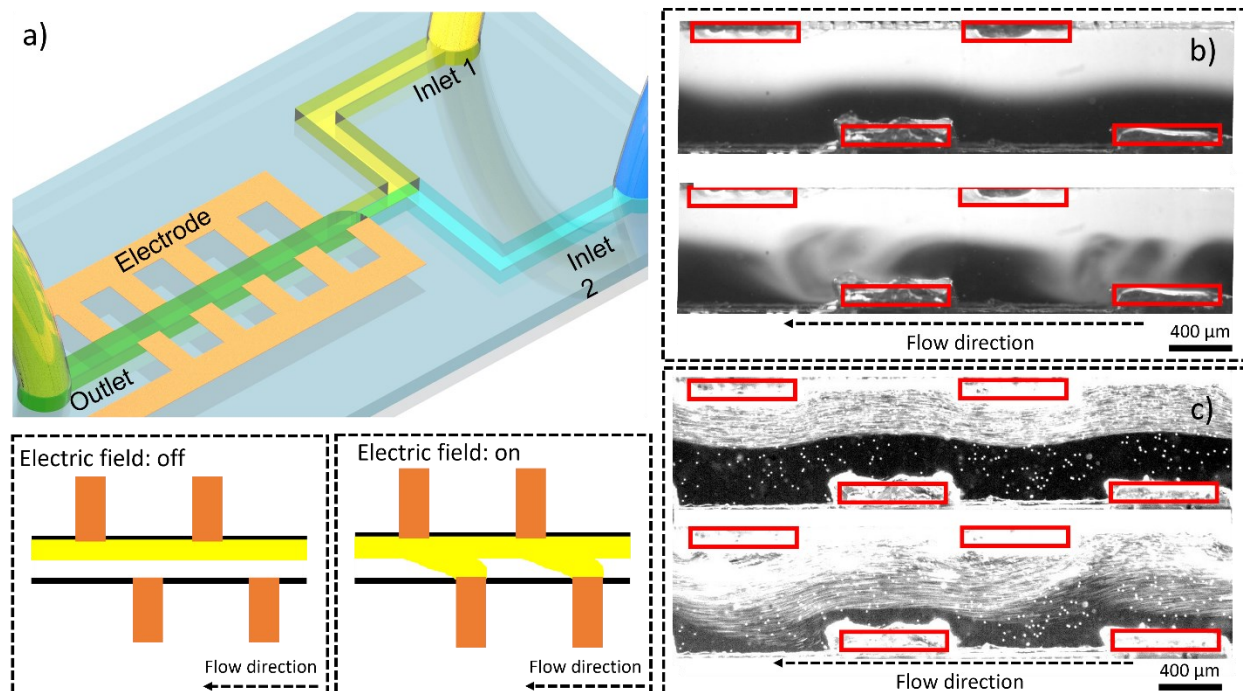 a)
Inlet 1
Electrode
Inlet
2
Outlet
Electric field: off
Flow direction
Electric field: on
Flow direction
b)
Flow direction
400 µm
c)
Flow direction
400 µm